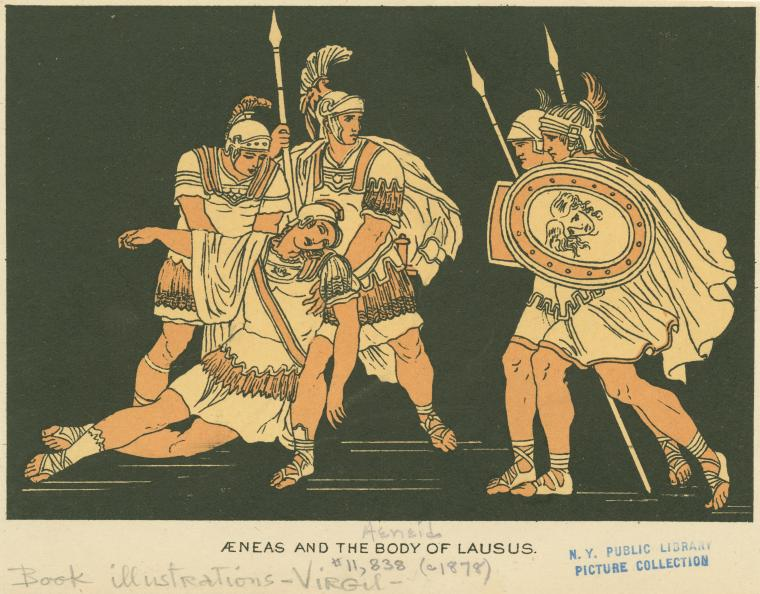 Aeneid
ÆNEAS AND THE BODY OF LAUSUS.
#11,838 (c1878)
Book illustrations-Virgil-
N. Y. PUBLIC LIBRARY
PICTURE COLLECTION